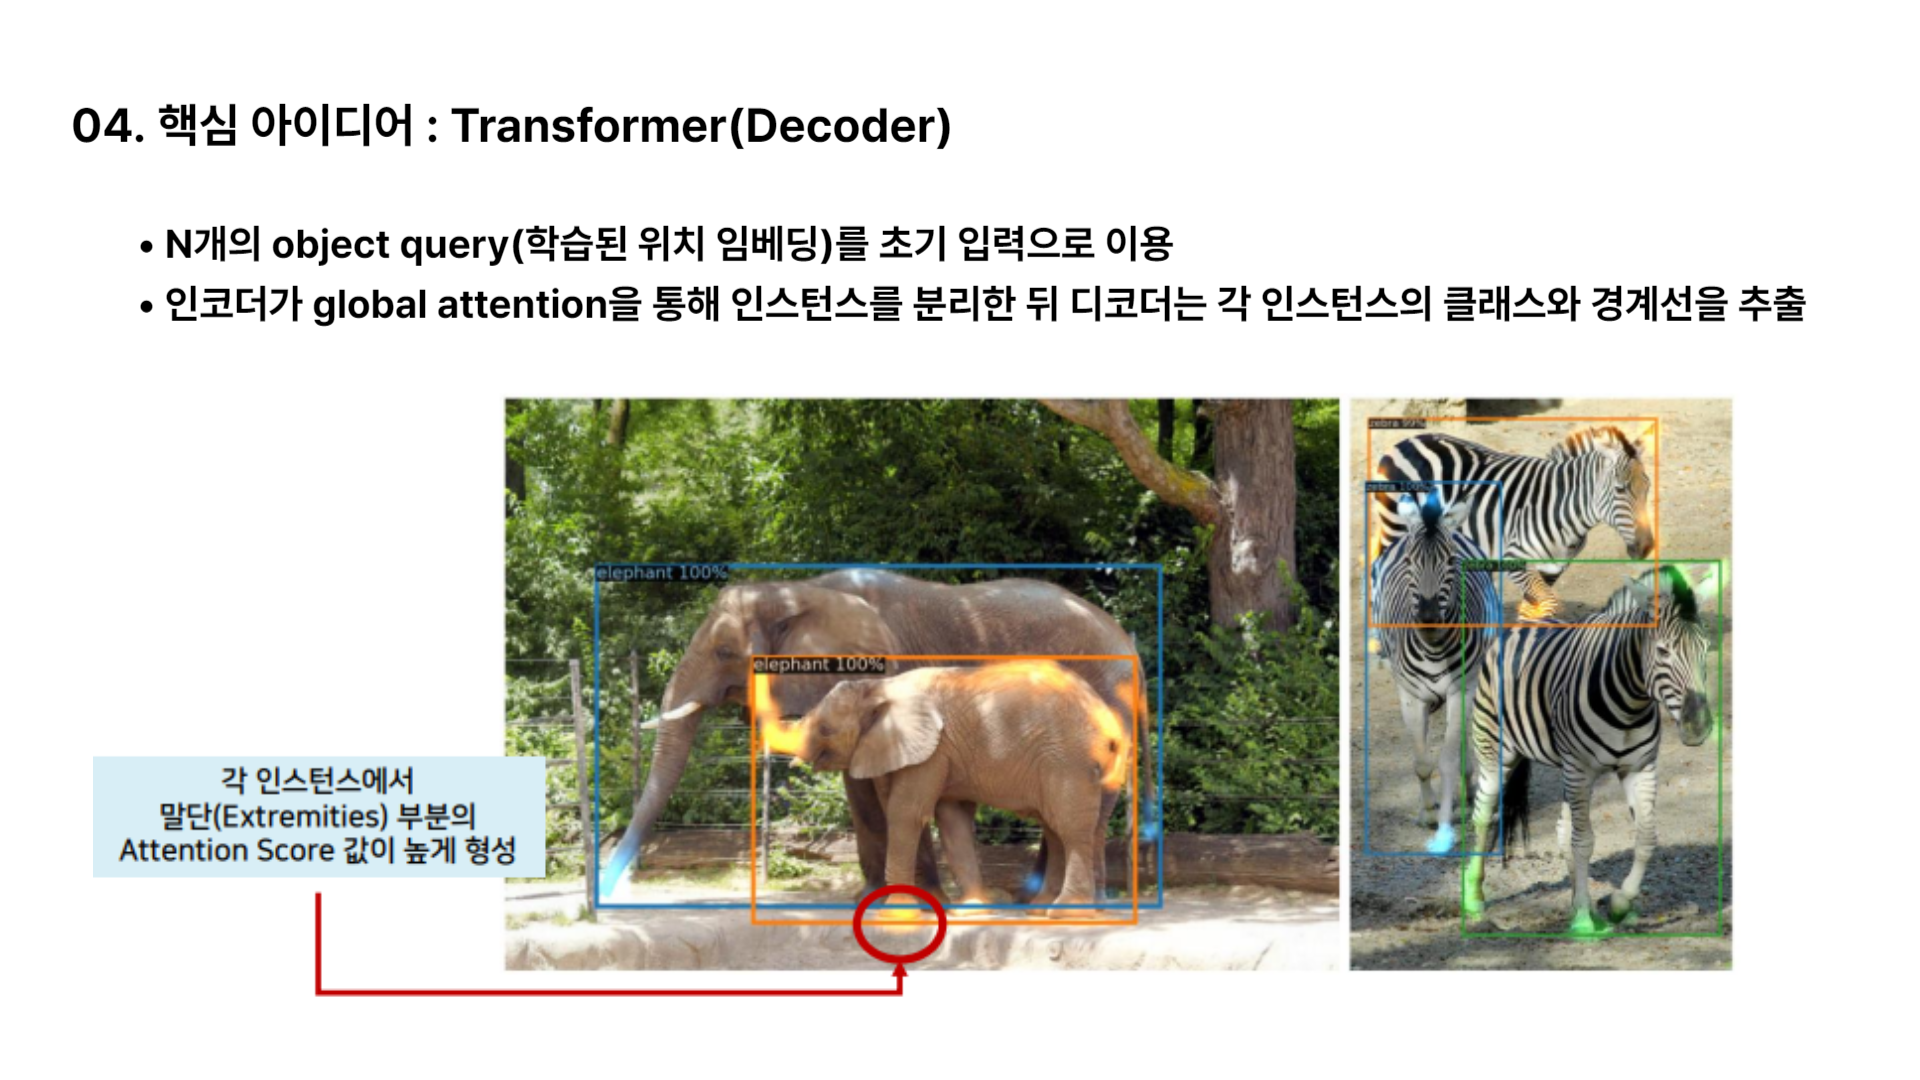 04. 핵심 아이디어 : Transformer(Decoder)
• N개의 object query(학습된 위치 임베딩)를 초기 입력으로 이용
• 인코더가 global attention을 통해 인스턴스를 분리한 뒤 디코더는 각 인스턴스의 클래스와 경계선을 추출
elephant 100%
elephant 100%
zebra 99%
zebra 100%
각 인스턴스에서
말단(Extremities) 부분의
Attention Score 값이 높게 형성